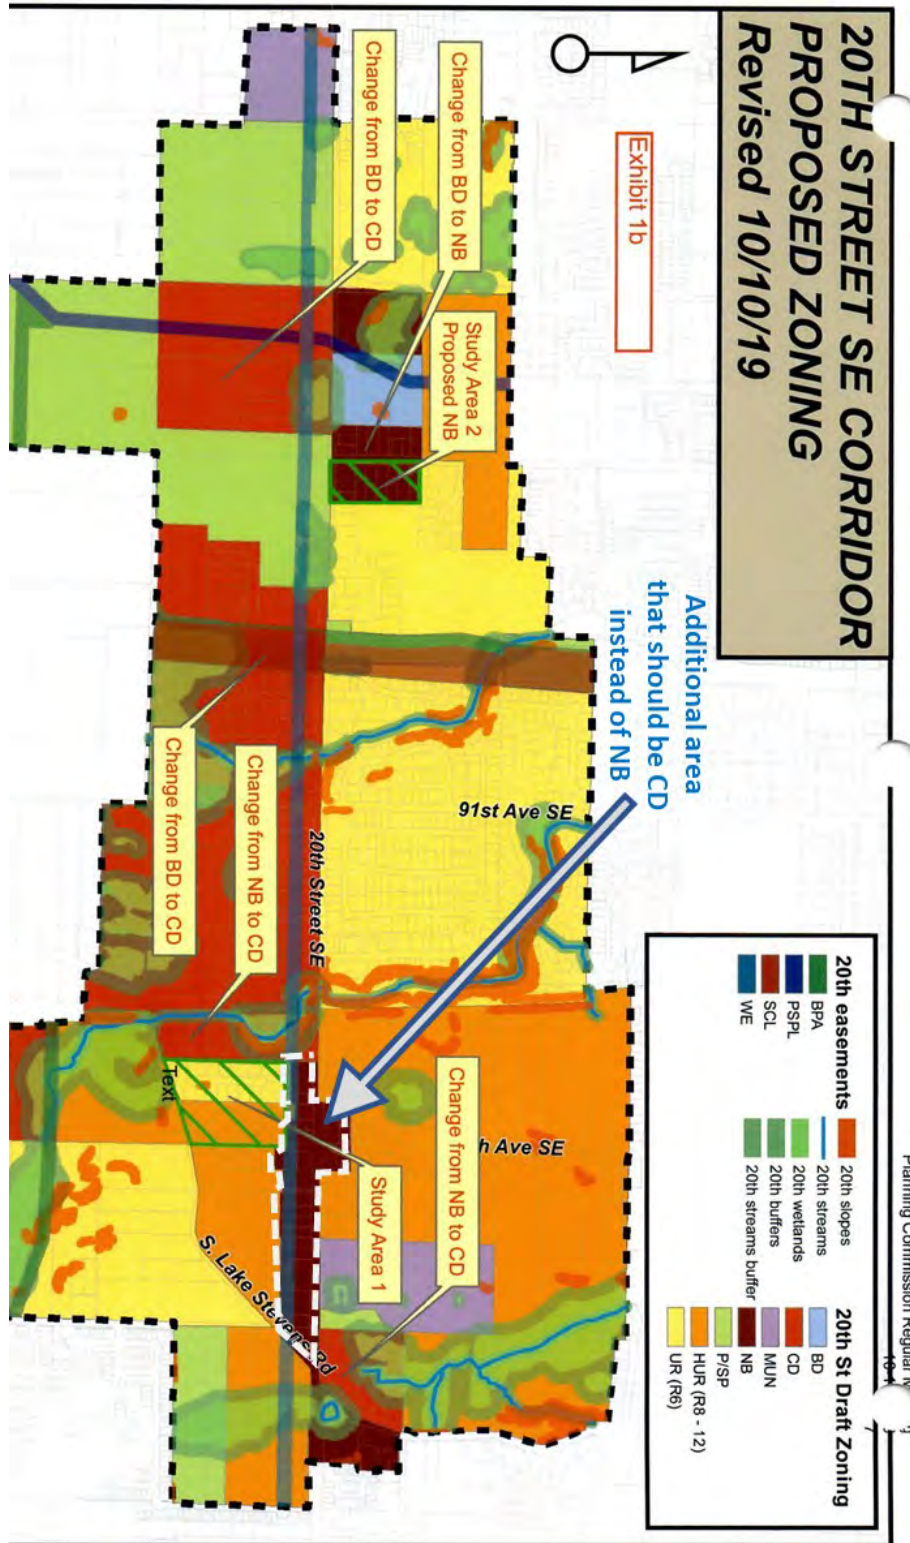 20TH STREET SE CORRIDOR
PROPOSED ZONING
Revised 10/10/19
Planning Commission Regular
Exhibit 1b
Change from BD to NB
Change from BD to CD
Study Area 2
Proposed NB
Additional area
that should be CD
instead of NB
91st Ave SE
20th Street SE
Change from NB to CD
Change from BD to CD
Change from NB to CD
h Ave SE
Study Area 1
Text
S. Lake Stevens Rd
20th easements
BPA
PSPL
SCL
WE
20th slopes
20th streams
20th wetlands
20th buffers
20th streams buffer
20th St Draft Zoning
BD
CD
MUN
NB
P/SP
HUR (R8 - 12)
UR (R6)